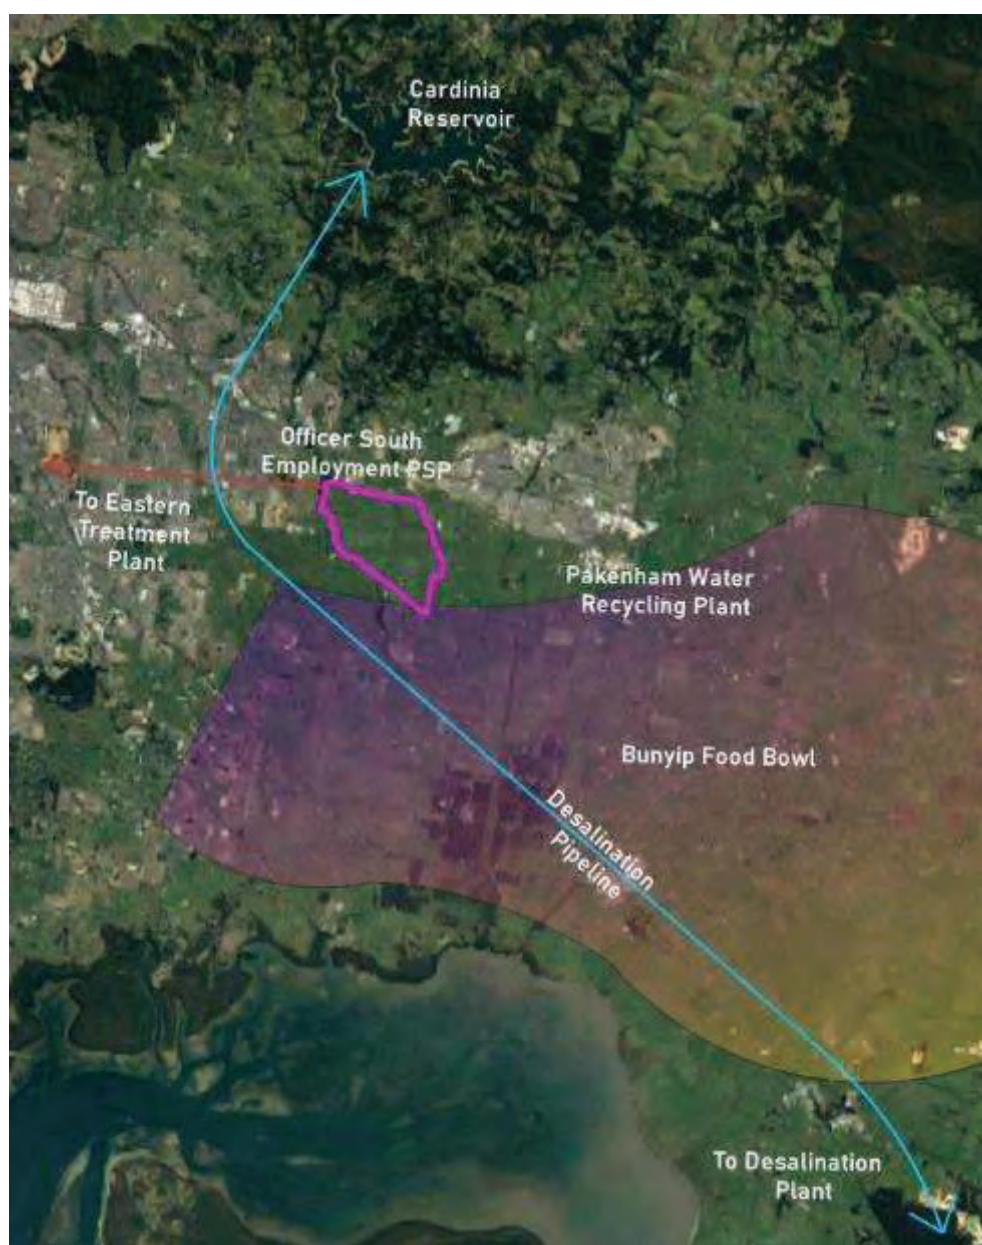 Cardinia
Reservoir
Officer South
Employment PSP
To Eastern
Treatment
Plant
Pakenham Water
Recycling Plant
Bunyip Food Bowl
Desalination
Pipeline
To Desalination
Plant